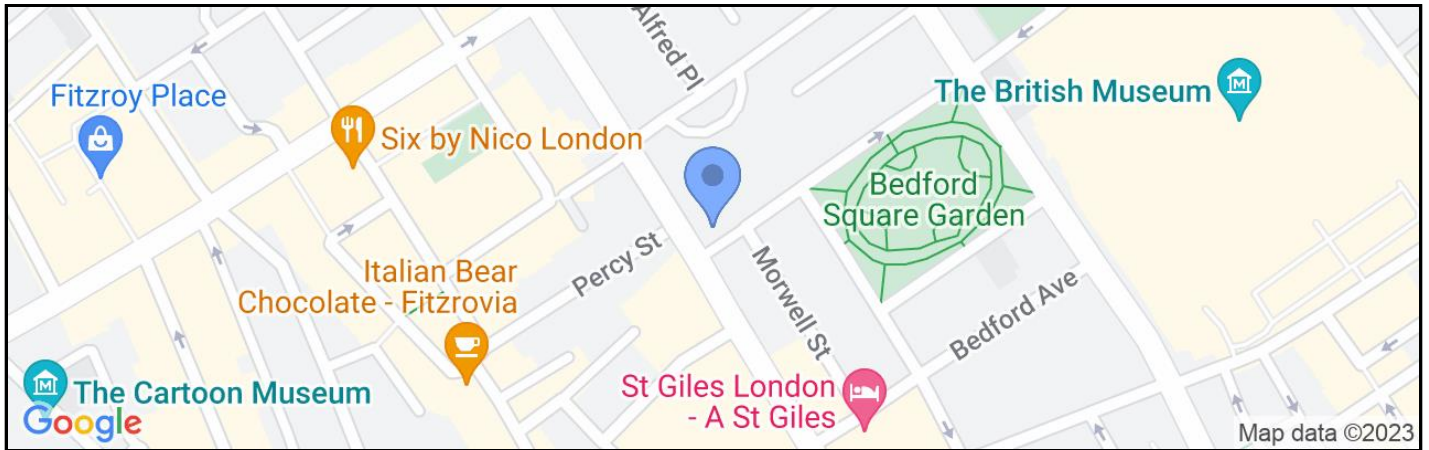 Alfred Pl
Fitzroy Place
The British Museum
Six by Nico London
Bedford
Square Garden
Percy St
Italian Bear
Chocolate - Fitzrovia
Morwell St
Bedford Ave
The Cartoon Museum
St Giles London
- A St Giles
Google
Map data ©2023